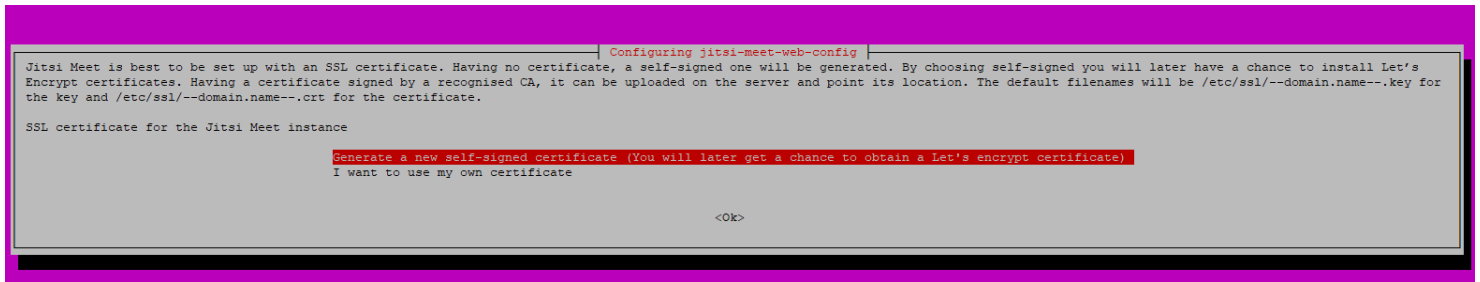 Configuring jitsi-meet-web-config
Jitsi Meet is best to be set up with an SSL certificate. Having no certificate, a self-signed one will be generated. By choosing self-signed you will later have a chance to install Let’s
Encrypt certificates. Having a certificate signed by a recognised CA, it can be uploaded on the server and point its location. The default filenames will be /etc/ssl/--domain.name--.key for
the key and /etc/ssl/--domain.name--.crt for the certificate.
SSL certificate for the Jitsi Meet instance
Generate a new self-signed certificate (You will later get a chance to obtain a Let's encrypt certificate)
I want to use my own certificate
<Ok>